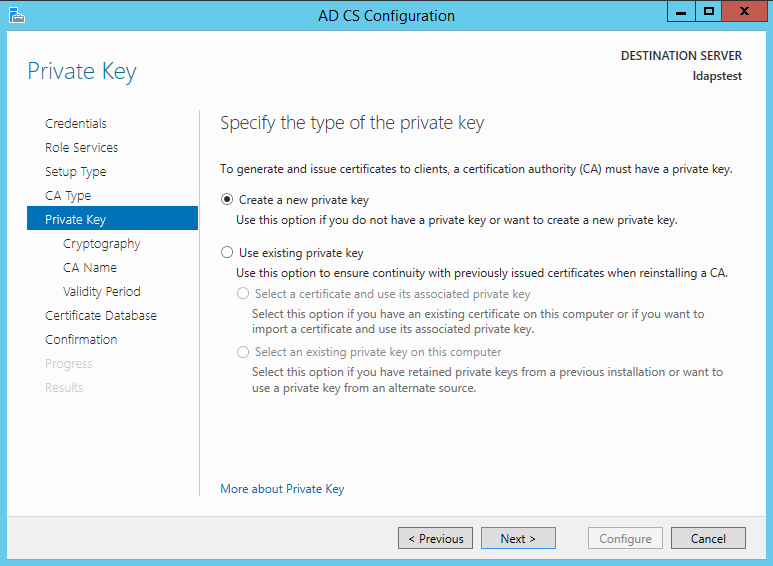 AD CS Configuration
Private Key
DESTINATION SERVER
ldapstest
Credentials
Role Services
Setup Type
CA Type
Private Key
Cryptography
CA Name
Validity Period
Certificate Database
Confirmation
Progress
Results
Specify the type of the private key
To generate and issue certificates to clients, a certification authority (CA) must have a private key.
Create a new private key
Use this option if you do not have a private key or want to create a new private key.
Use existing private key
Use this option to ensure continuity with previously issued certificates when reinstalling a CA.
Select a certificate and use its associated private key
Select this option if you have an existing certificate on this computer or if you want to
import a certificate and use its associated private key.
Select an existing private key on this computer
Select this option if you have retained private keys from a previous installation or want to
use a private key from an alternate source.
More about Private Key
< Previous
Next >
Configure
Cancel